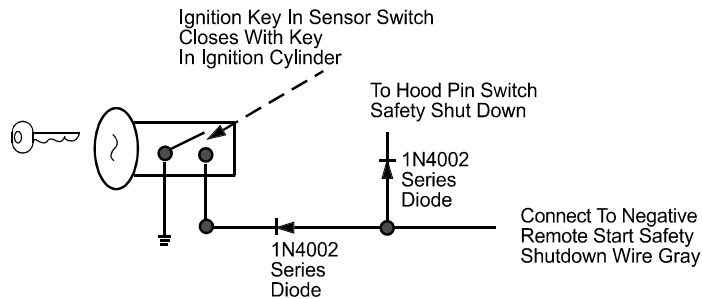 Ignition Key In Sensor Switch
Closes With Key
In Ignition Cylinder
To Hood Pin Switch
Safety Shut Down
1N4002
Series
Diode
1N4002
Series
Diode
Connect To Negative
Remote Start Safety
Shutdown Wire Gray